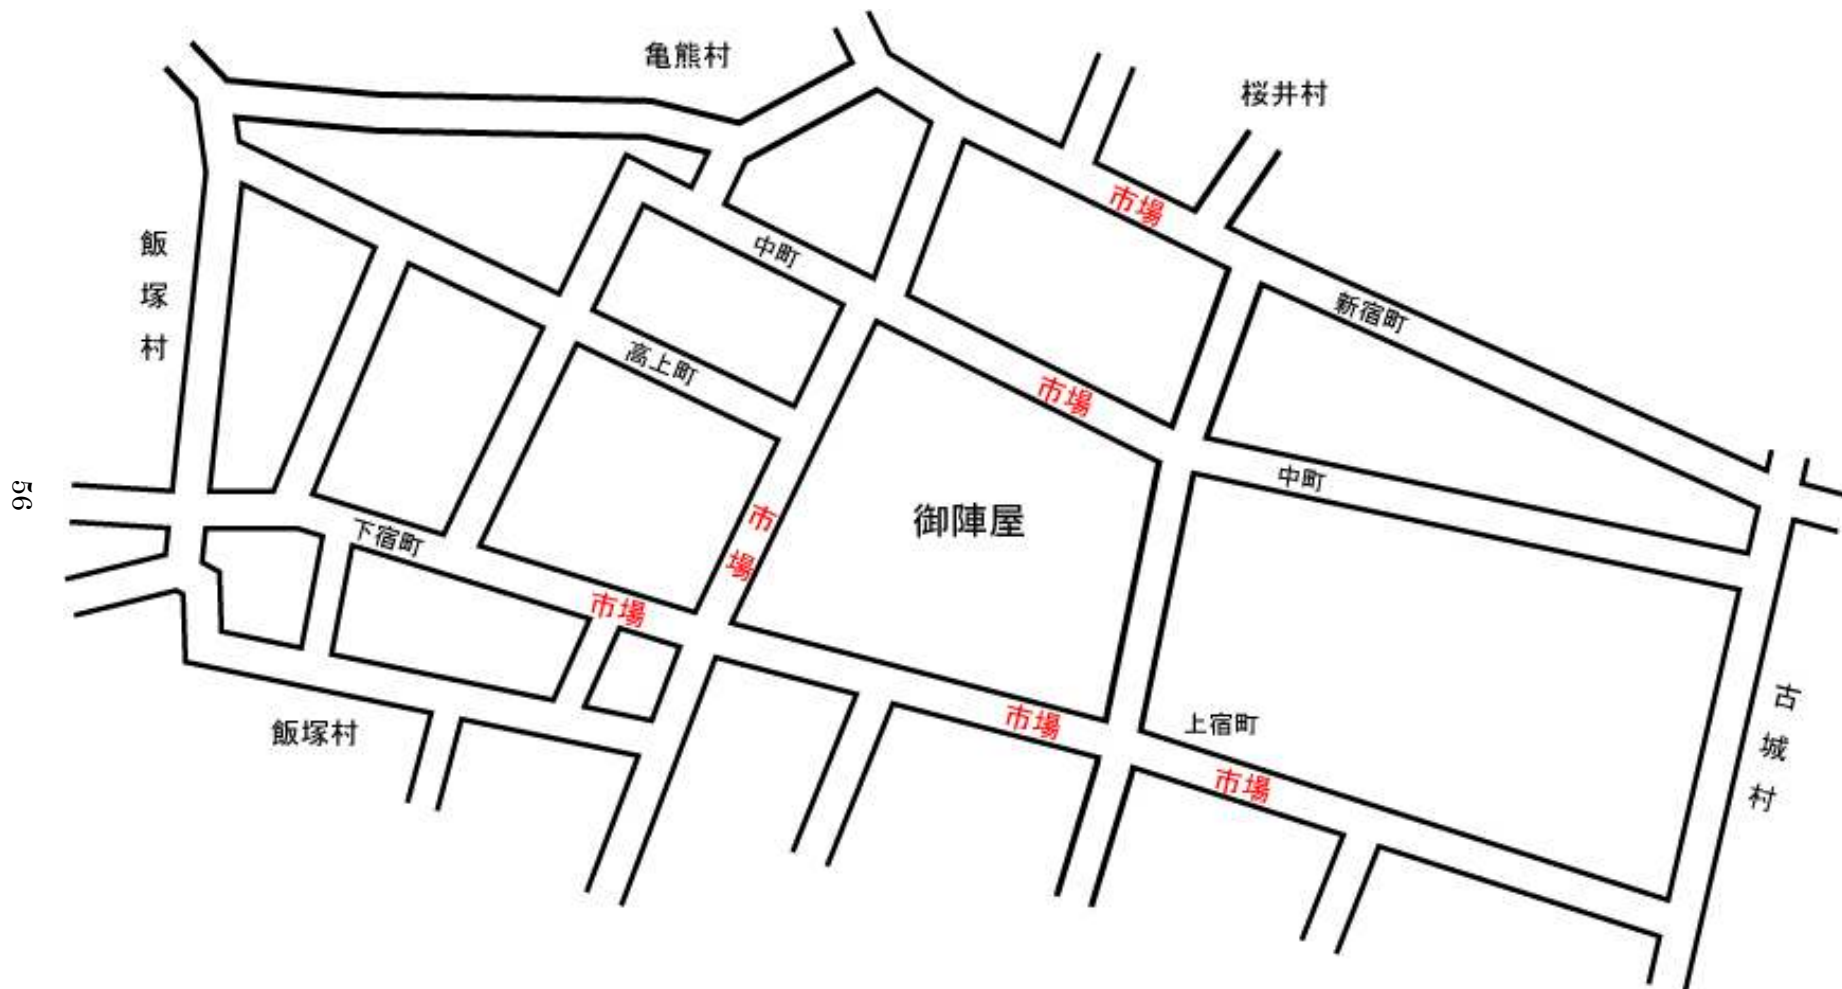 亀熊村
桜井村
市場
飯塚村
中町
新宿町
高上町
市場
中町
56
御陣屋
下宿町
市場
市場
飯塚村
市場
上宿町
市場
古城村